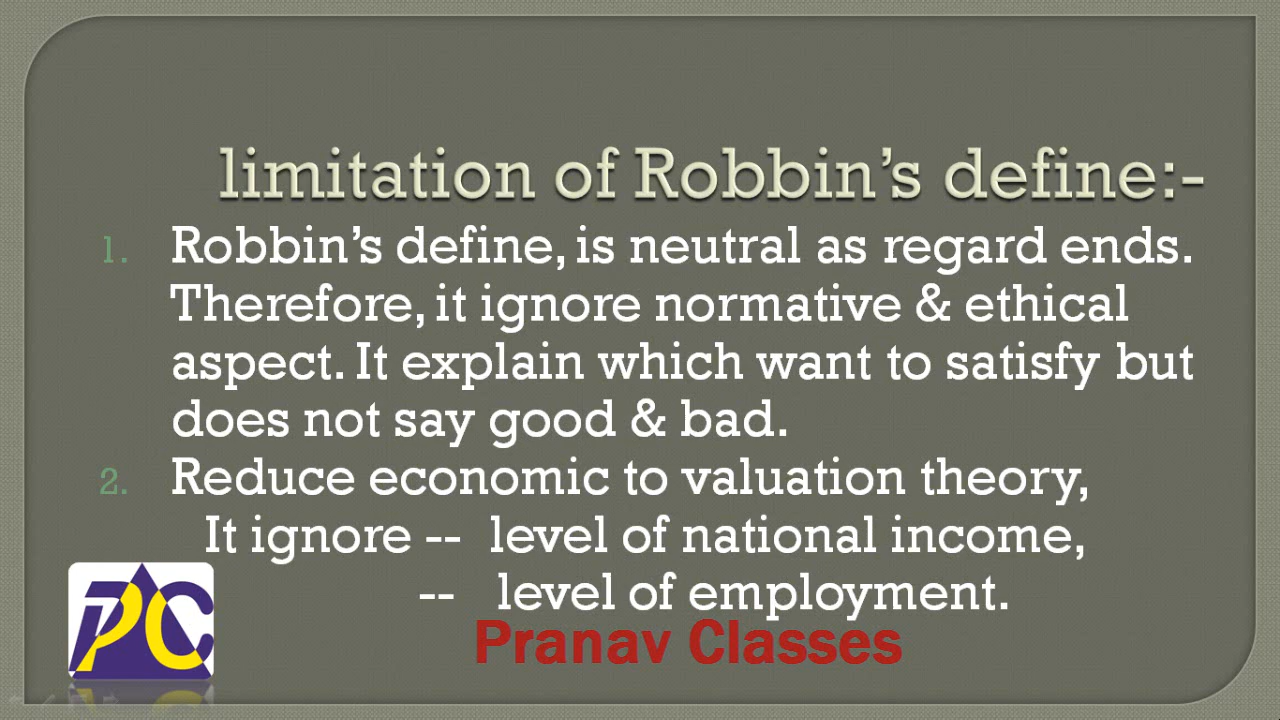 limitation of Robbin's define:-
1. Robbin's define, is neutral as regard ends.
Therefore, it ignore normative & ethical
aspect. It explain which want to satisfy but
does not say good & bad.
2. Reduce economic to valuation theory,
It ignore -- level of national income,
-- level of employment.
PC
Pranav Classes